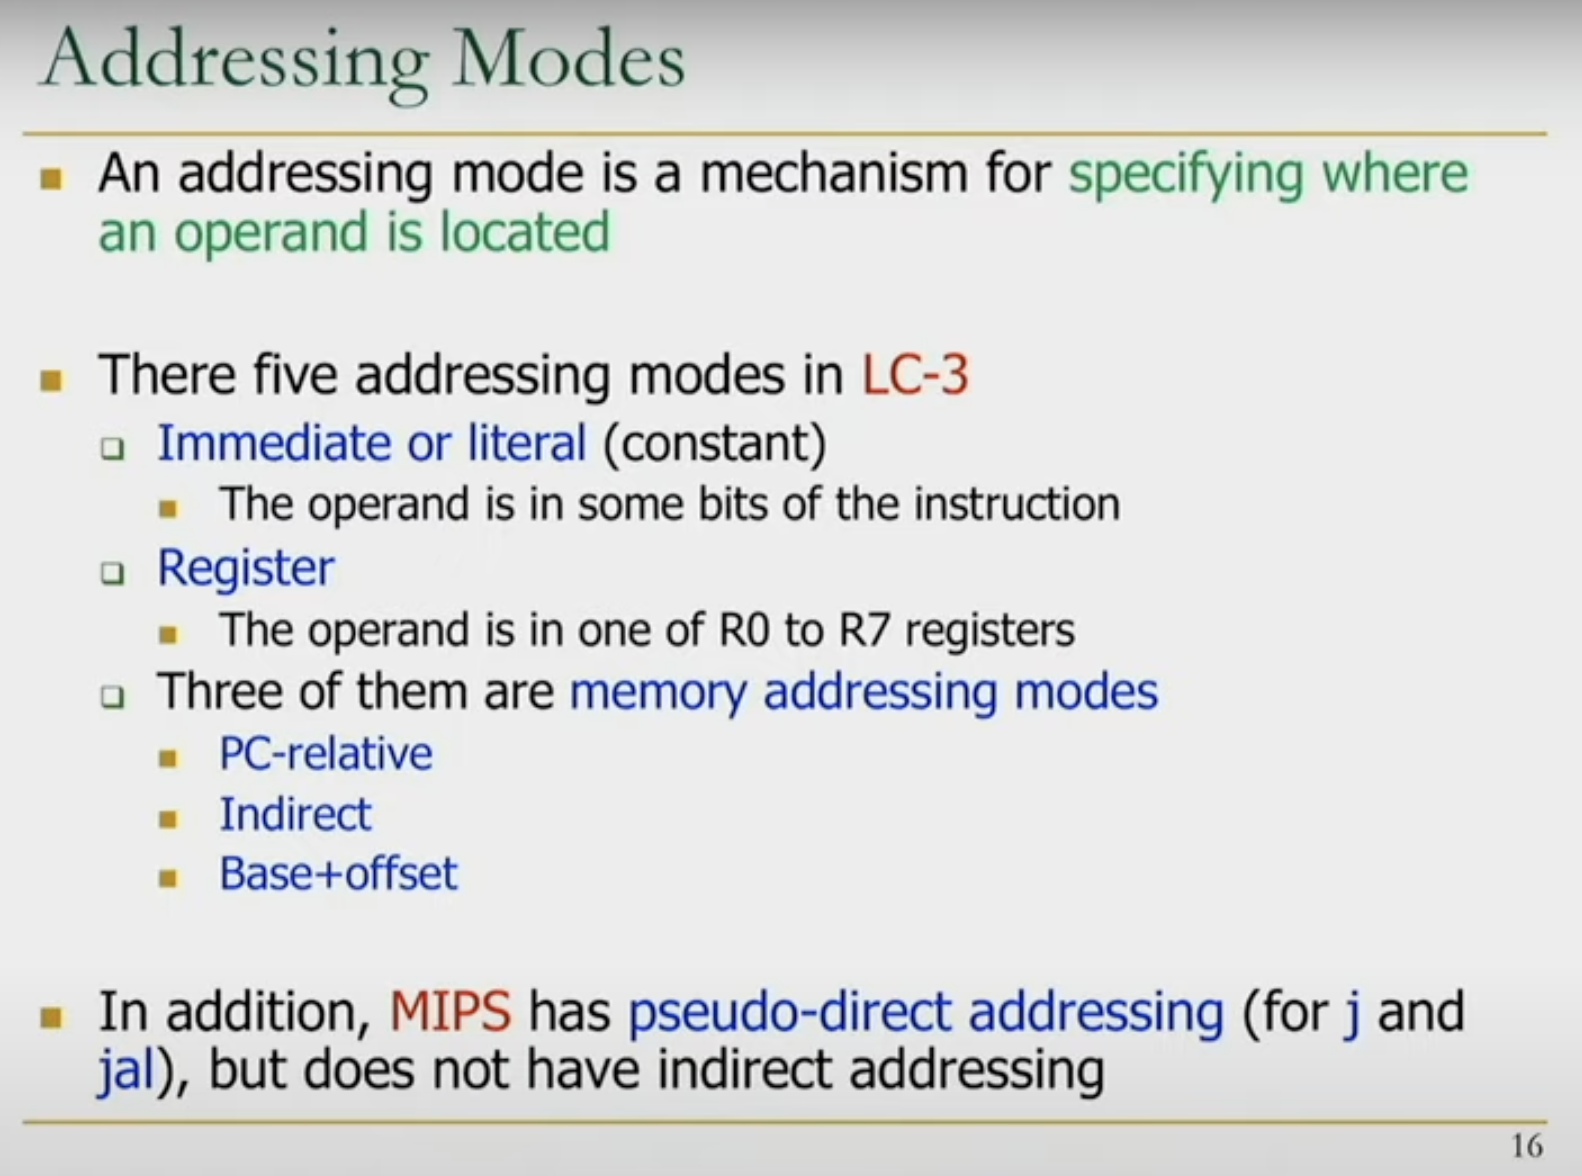 Addressing Modes
An addressing mode is a mechanism for specifying where
an operand is located
There five addressing modes in LC-3
Immediate or literal (constant)
The operand is in some bits of the instruction
Register
The operand is in one of R0 to R7 registers
Three of them are memory addressing modes
PC-relative
Indirect
Base+offset
In addition, MIPS has pseudo-direct addressing (for j and
jal), but does not have indirect addressing
16